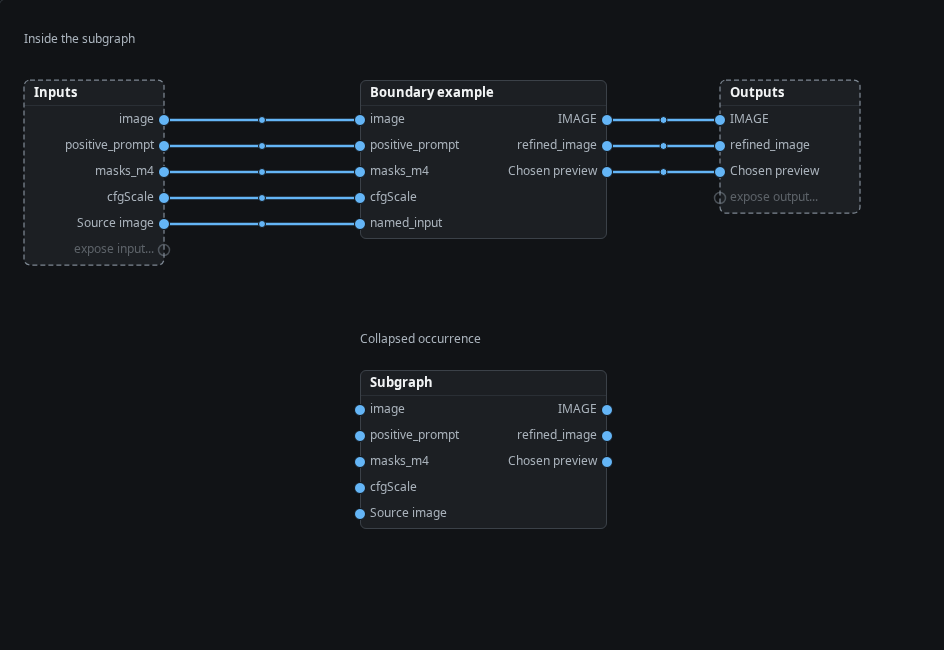 Inside the subgraph
Inputs
image
positive_prompt
masks_m4
cfgScale
Source image
expose input...
Boundary example
image IMAGE
positive_prompt refined_image
masks_m4 Chosen preview
cfgScale
named_input
Outputs
IMAGE
refined_image
Chosen preview
expose output...
Collapsed occurrence
Subgraph
image IMAGE
positive_prompt refined_image
masks_m4 Chosen preview
cfgScale
Source image